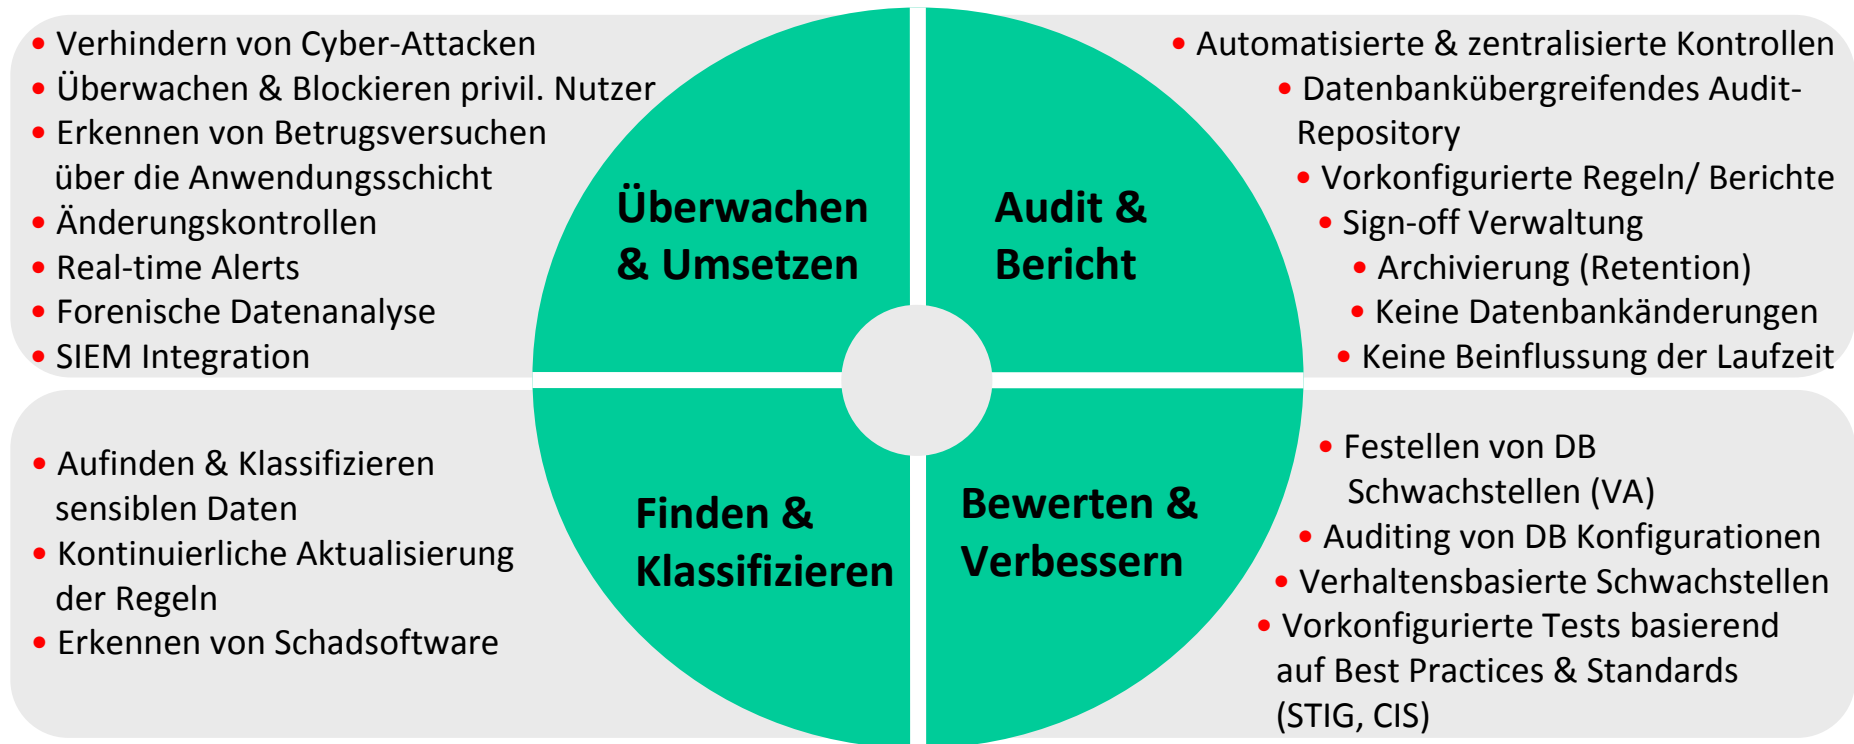 • Verhindern von Cyber-Attacken
• Überwachen & Blockieren privil. Nutzer
• Erkennen von Betrugsversuchen
über die Anwendungsschicht
• Änderungskontrollen
• Real-time Alerts
• Forenische Datenanalyse
• SIEM Integration
Überwachen
& Umsetzen
Audit &
Bericht
• Automatisierte & zentralisierte Kontrollen
• Datenbankübergreifendes Audit-
Repository
• Vorkonfigurierte Regeln/ Berichte
• Sign-off Verwaltung
• Archivierung (Retention)
• Keine Datenbankänderungen
• Keine Beinflussung der Laufzeit
• Aufinden & Klassifizieren
sensiblen Daten
• Kontinuierliche Aktualisierung
der Regeln
• Erkennen von Schadsoftware
Finden &
Klassifizieren
Bewerten &
Verbessern
• Festellen von DB
Schwachstellen (VA)
• Auditing von DB Konfigurationen
• Verhaltensbasierte Schwachstellen
• Vorkonfigurierte Tests basierend
auf Best Practices & Standards
(STIG, CIS)